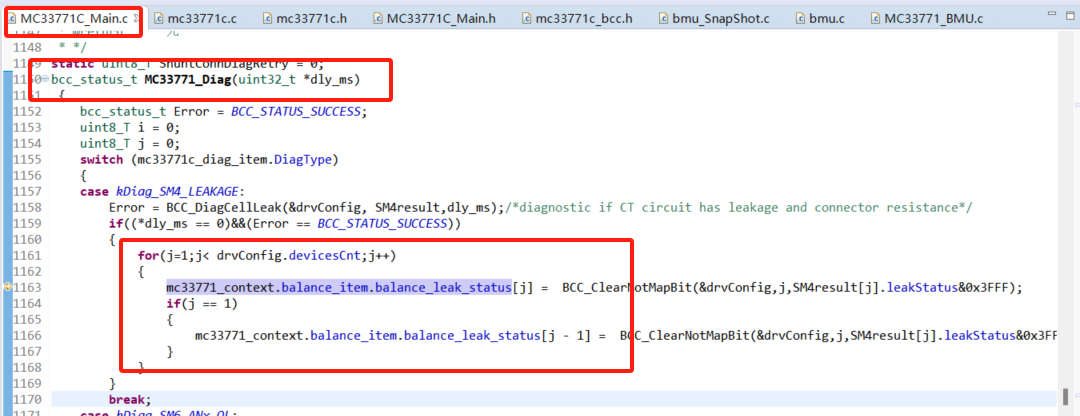 MC33771C_Main.c mc33771c.c mc33771c.h MC33771C_Main.h mc33771c_bcc.h bmu_SnapShot.c bmu.c MC33771_BMU.c
1148 * */
1149 static uint8_T ShuntConnDiagRetry = 0;
1150 bcc_status_t MC33771_Diag(uint32_t *dly_ms)
1151 {
1152 bcc_status_t Error = BCC_STATUS_SUCCESS;
1153 uint8_T i = 0;
1154 uint8_T j = 0;
1155 switch (mc33771c_diag_item.DiagType)
1156 {
1157 case kDiag_SM4_LEAKAGE:
1158 Error = BCC_DiagCellLeak(&drvConfig, SM4result,dly_ms);/*diagnostic if CT circuit has leakage and connector resistance*/
1159 if((*dly_ms == 0)&&(Error == BCC_STATUS_SUCCESS))
1160 {
1161 for(j=1;j< drvConfig.devicesCnt;j++)
1162 {
1163 mc33771_context.balance_item.balance_leak_status[j] = BCC_ClearNotMapBit(&drvConfig,j,SM4result[j].leakStatus&0x3FFF);
1164 if(j == 1)
1165 {
1166 mc33771_context.balance_item.balance_leak_status[j - 1] = BCC_ClearNotMapBit(&drvConfig,j,SM4result[j].leakStatus&0x3FF
1167 }
1168 }
1169 }
1170 break;
1171 case kDiag_SM6_ANx_OL: